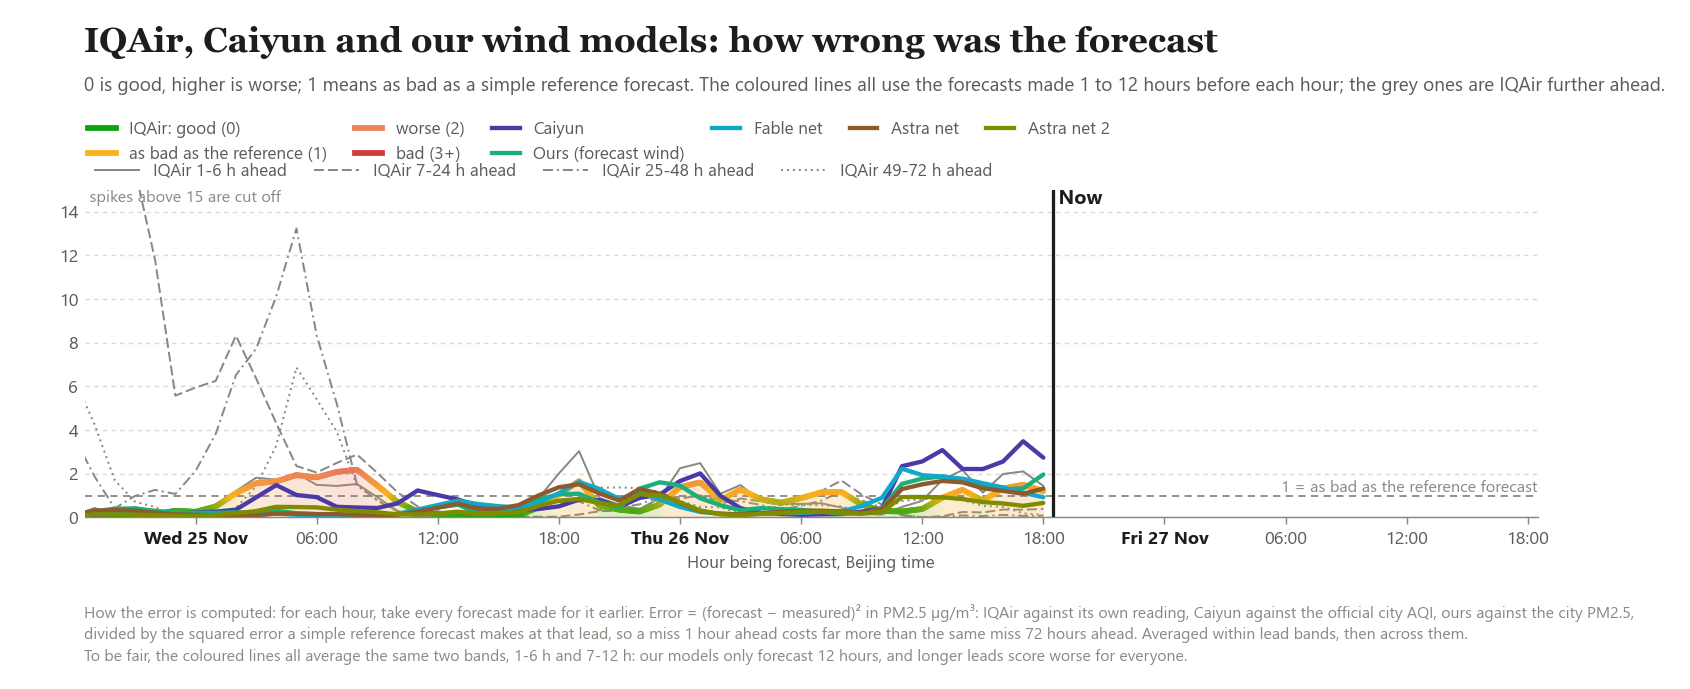 IQAir, Caiyun and our wind models: how wrong was the forecast
0 is good, higher is worse; 1 means as bad as a simple reference forecast. The coloured lines all use the forecasts made 1 to 12 hours before each hour; the grey ones are IQAir further ahead.
IQAir: good (0) worse (2) Caiyun Fable net Astra net Astra net 2
as bad as the reference (1) bad (3+) Ours (forecast wind)
IQAir 1-6 h ahead IQAir 7-24 h ahead IQAir 25-48 h ahead IQAir 49-72 h ahead
spikes above 15 are cut off
Now
14
12
10
8
6
4
2
1 = as bad as the reference forecast
0
Wed 25 Nov 06:00 12:00 18:00 Thu 26 Nov 06:00 12:00 18:00 Fri 27 Nov 06:00 12:00 18:00
Hour being forecast, Beijing time
How the error is computed: for each hour, take every forecast made for it earlier. Error = (forecast − measured)² in PM2.5 µg/m³: IQAir against its own reading, Caiyun against the official city AQI, ours against the city PM2.5,
divided by the squared error a simple reference forecast makes at that lead, so a miss 1 hour ahead costs far more than the same miss 72 hours ahead. Averaged within lead bands, then across them.
To be fair, the coloured lines all average the same two bands, 1-6 h and 7-12 h: our models only forecast 12 hours, and longer leads score worse for everyone.